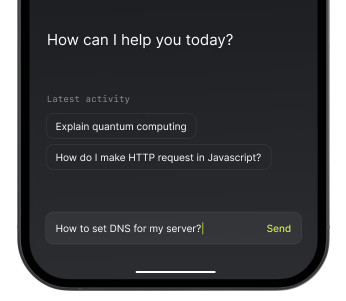 How can I help you today?
Latest activity
Explain quantum computing
How do I make HTTP request in Javascript?
How to set DNS for my server? Send